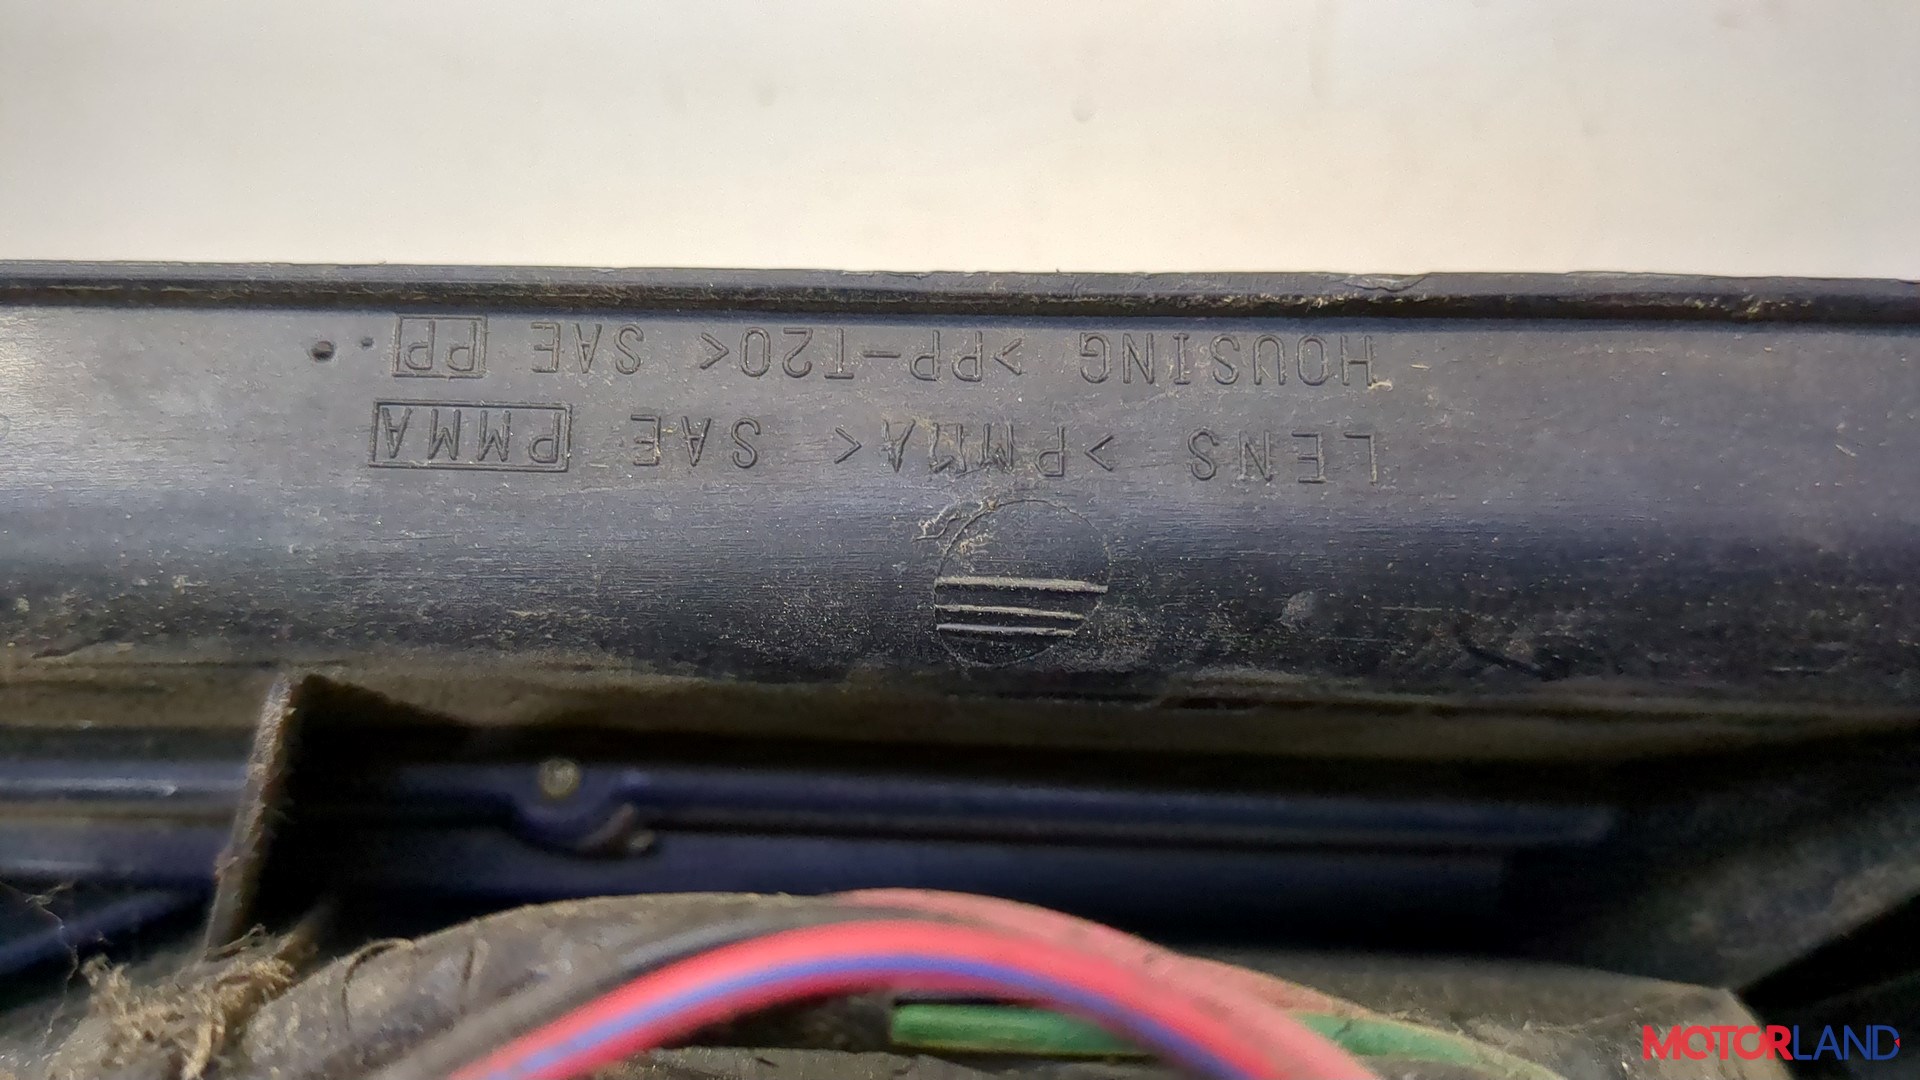 LENS >PMMA< SAE PMMA
HOUSING >PP-T20< SAE PP
MOTORLAND